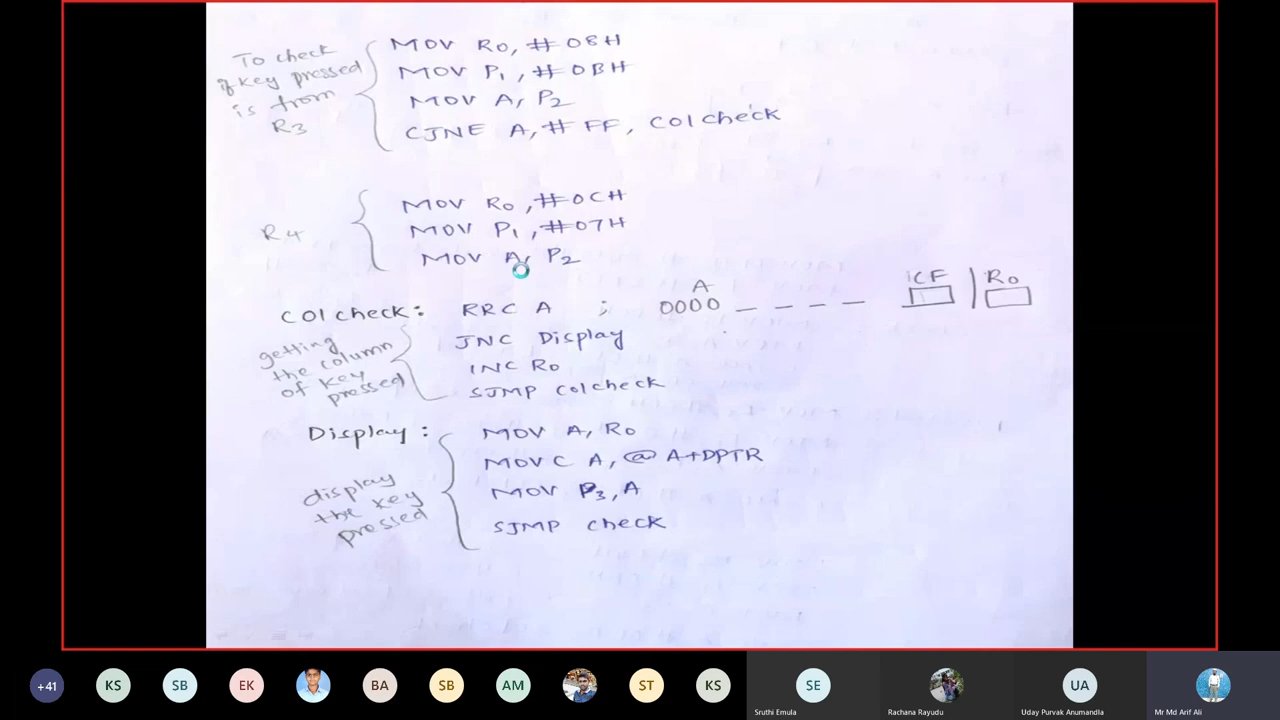 To check
if key pressed
is from
R3
MOV R0, #08H
MOV P1, #0BH
MOV A, P2
CJNE A, #FF, Colcheck
R4
MOV R0, #0CH
MOV P1, #07H
MOV A, P2
Colcheck: RRC A ; 0000 _ _ _ _
A
CF | R0
getting
the column
of key
pressed
JNC Display
INC R0
SJMP Colcheck
Display: MOV A, R0
MOVC A, @A+DPTR
MOV P3, A
SJMP check
display
the key
pressed
+41
KS
SB
EK
BA
SB
AM
ST
KS
SE
Sruthi Emula
Rachana Rayudu
UA
Uday Purvak Anumandla
Mr Md Arif Ali